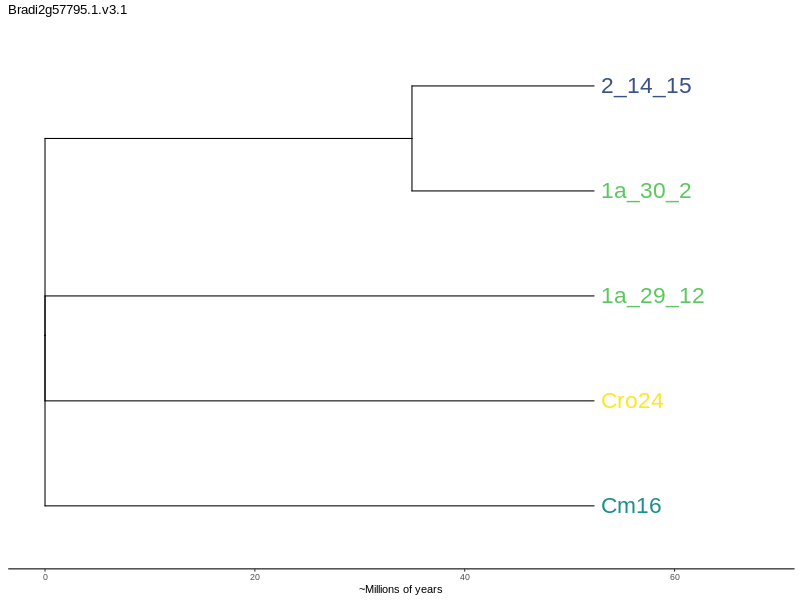 Bradi2g57795.1.v3.1
2_14_15
1a_30_2
1a_29_12
Cro24
Cm16
0 20 40 60
~Millions of years